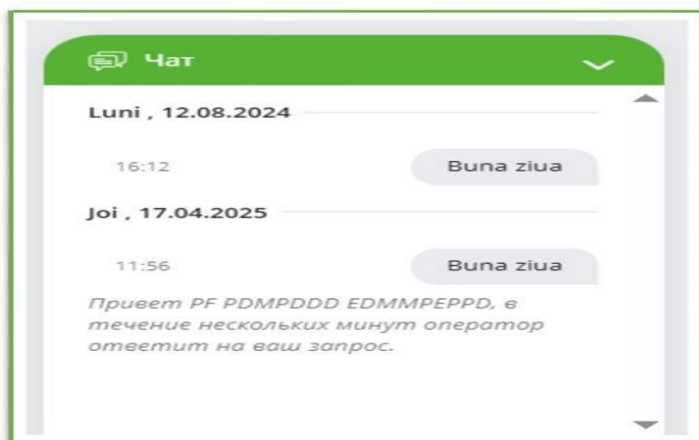 Чат
Luni , 12.08.2024
16:12 Buna ziua
Joi , 17.04.2025
11:56 Buna ziua
Привет PF PDMPDDD EDMMPEPPD, в
течение нескольких минут оператор
ответит на ваш запрос.